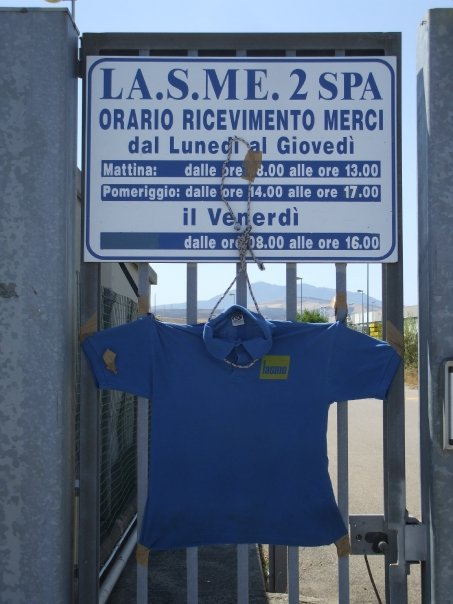 LA.S.ME. 2 SPA
ORARIO RICEVIMENTO MERCI
dal Lunedì al Giovedì
Mattina: dalle ore 08.00 alle ore 13.00
Pomeriggio: dalle ore 14.00 alle ore 17.00
il Venerdì
dalle ore 08.00 alle ore 16.00
lasme